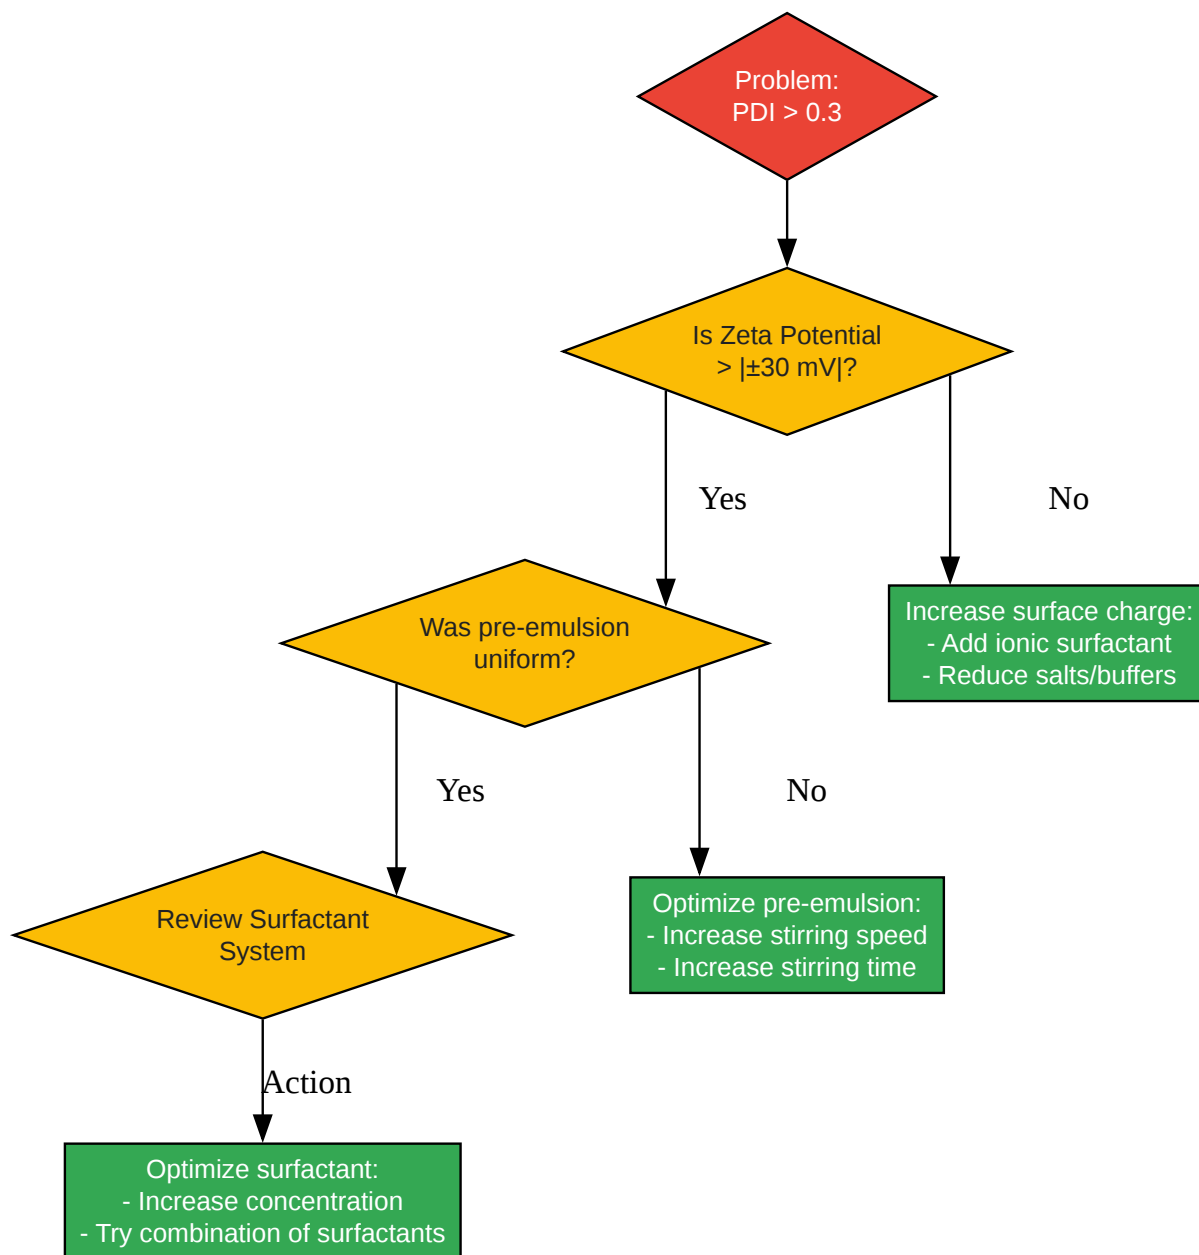 Problem:
PDI > 0.3
Is Zeta Potential
> |±30 mV|?
Yes
No
Was pre-emulsion
uniform?
Increase surface charge:
- Add ionic surfactant
- Reduce salts/buffers
Yes
No
Review Surfactant
System
Optimize pre-emulsion:
- Increase stirring speed
- Increase stirring time
Action
Optimize surfactant:
- Increase concentration
- Try combination of surfactants